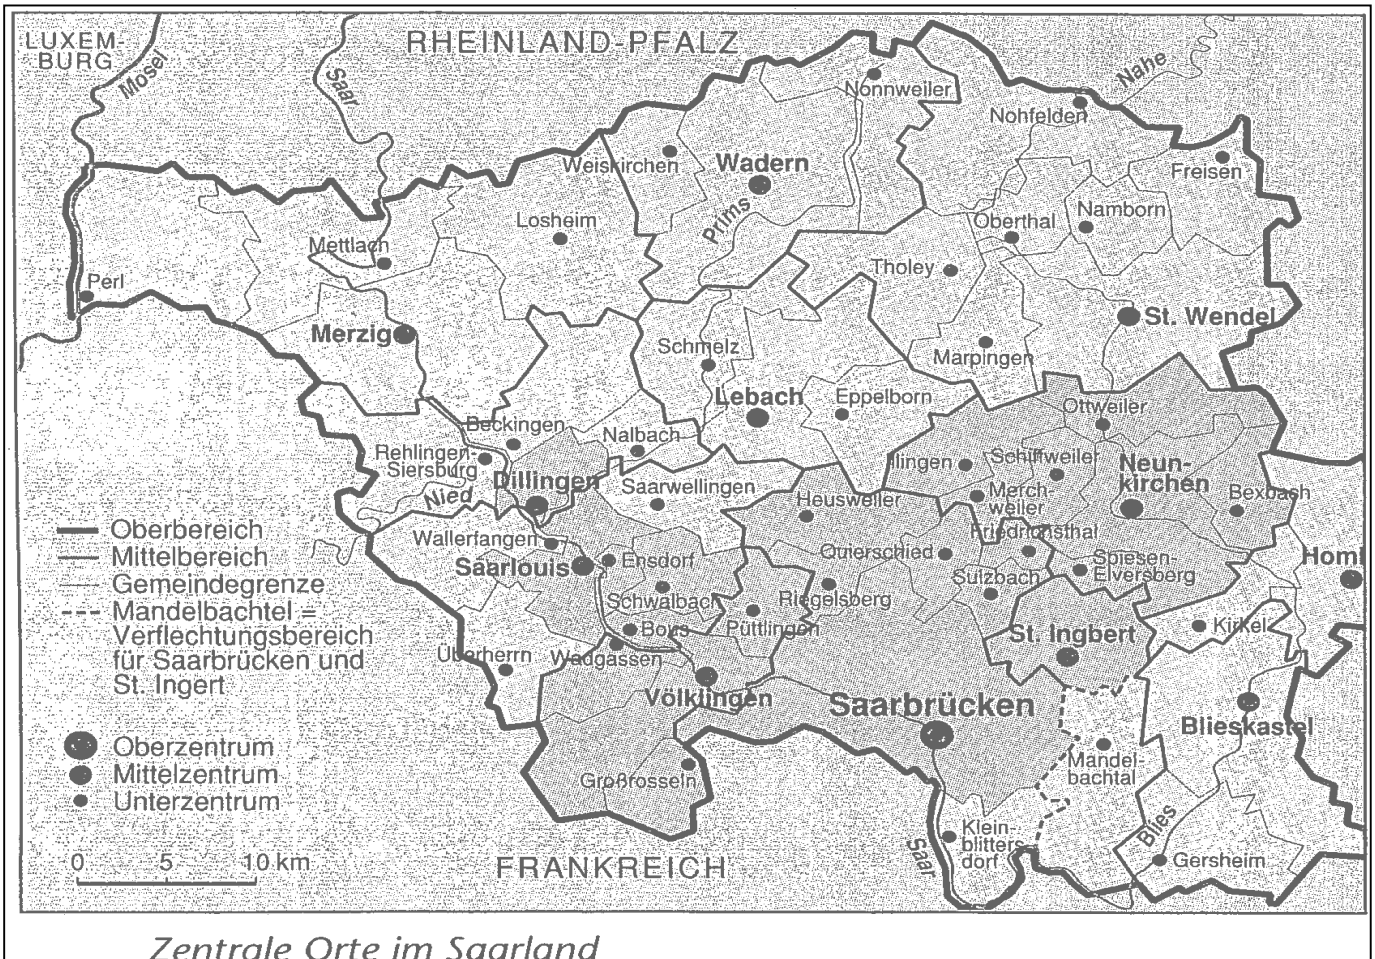 LUXEM-
BURG
Mosel
Saar
RHEINLAND-PFALZ
Nahe
Nonnweiler
Nohfelden
Freisen
Weiskirchen
Wadern
Prims
Losheim
Oberthal
Namborn
Mettlach
Tholey
Perl
Merzig
St. Wendel
Schmelz
Marpingen
Lebach
Eppelborn
Ottweiler
Beckingen
Nalbach
Rehlingen-
Siersburg
Illingen
Schiffweiler
Neun-
kirchen
Dillingen
Nied
Saarwellingen
Heusweiler
Merch-
weiler
Bexbach
Friedrichsthal
Wallerfangen
Ensdorf
Quierschied
Spiesen-
Elversberg
Saarlouis
Sulzbach
Schwalbach
Riegelsberg
Homb
Bous
Püttlingen
St. Ingbert
Kirkel
Überherrn
Wadgassen
Völklingen
Saarbrücken
Blieskastel
Mandel-
bachtal
Großrosseln
Klein-
blitters-
dorf
Saar
Blies
Gersheim
FRANKREICH
Oberbereich
Mittelbereich
Gemeindegrenze
Mandelbachtel =
Verflechtungsbereich
für Saarbrücken und
St. Ingert
Oberzentrum
Mittelzentrum
Unterzentrum
0 5 10 km
Zentrale Orte im Saarland